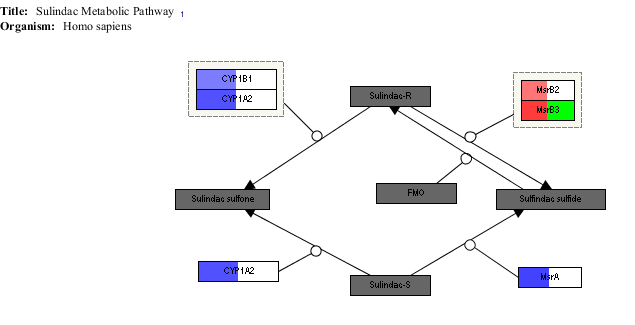 Title: Sulindac Metabolic Pathway 1
Organism: Homo sapiens
CYP1B1
CYP1A2
Sulindac-R
MsrB2
MsrB3
Sulindac sulfone
FMO
Sulfindac sulfide
CYP1A2
Sulindac-S
MsrA